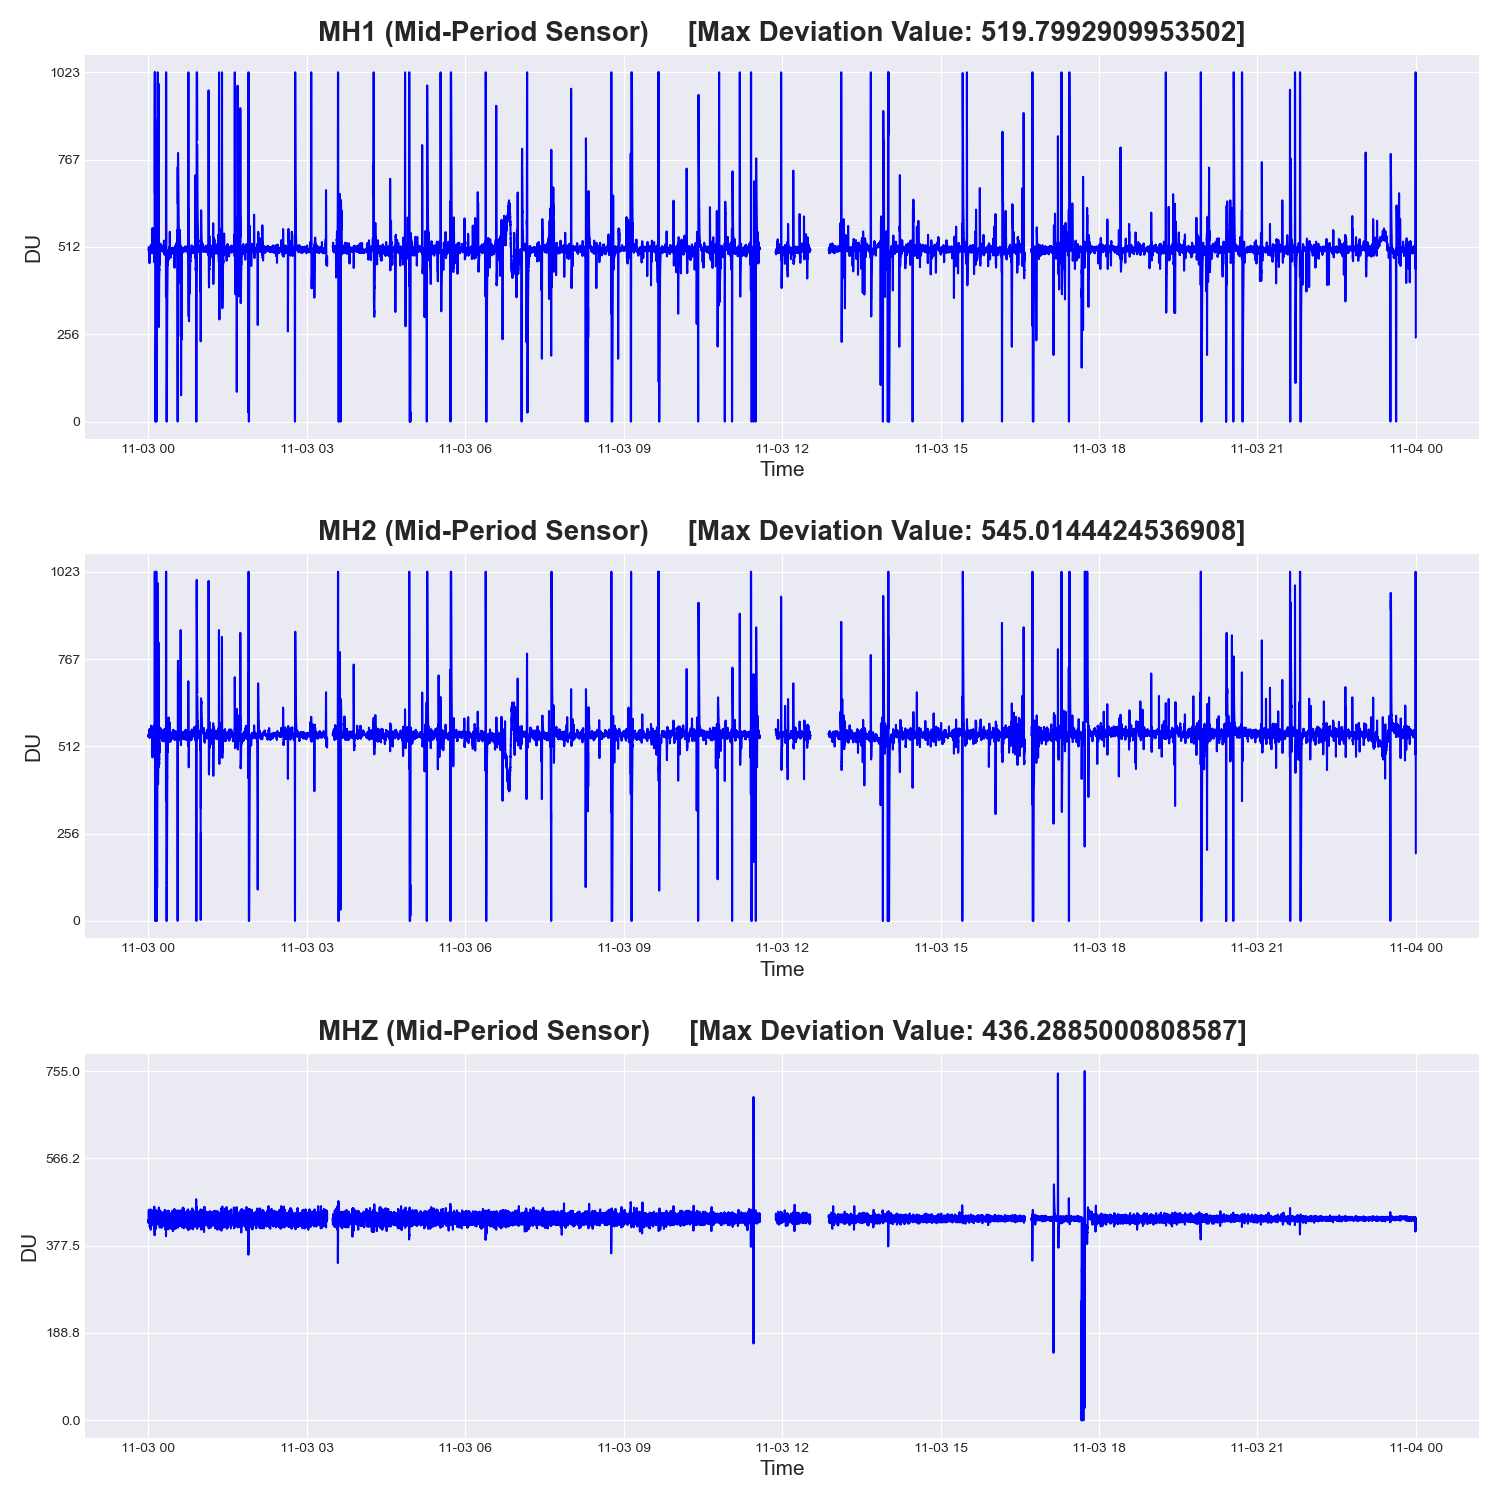 MH1 (Mid-Period Sensor) [Max Deviation Value: 519.7992909953502]
1023
767
512
256
0
DU
11-03 00 11-03 03 11-03 06 11-03 09 11-03 12 11-03 15 11-03 18 11-03 21 11-04 00
Time
MH2 (Mid-Period Sensor) [Max Deviation Value: 545.0144424536908]
1023
767
512
256
0
DU
11-03 00 11-03 03 11-03 06 11-03 09 11-03 12 11-03 15 11-03 18 11-03 21 11-04 00
Time
MHZ (Mid-Period Sensor) [Max Deviation Value: 436.2885000808587]
755.0
566.2
377.5
188.8
0.0
DU
11-03 00 11-03 03 11-03 06 11-03 09 11-03 12 11-03 15 11-03 18 11-03 21 11-04 00
Time